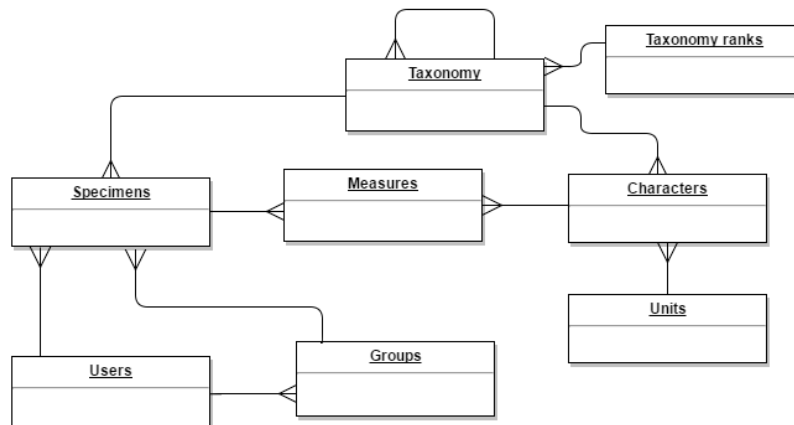 Taxonomy
Taxonomy ranks
Specimens
Measures
Characters
Units
Users
Groups